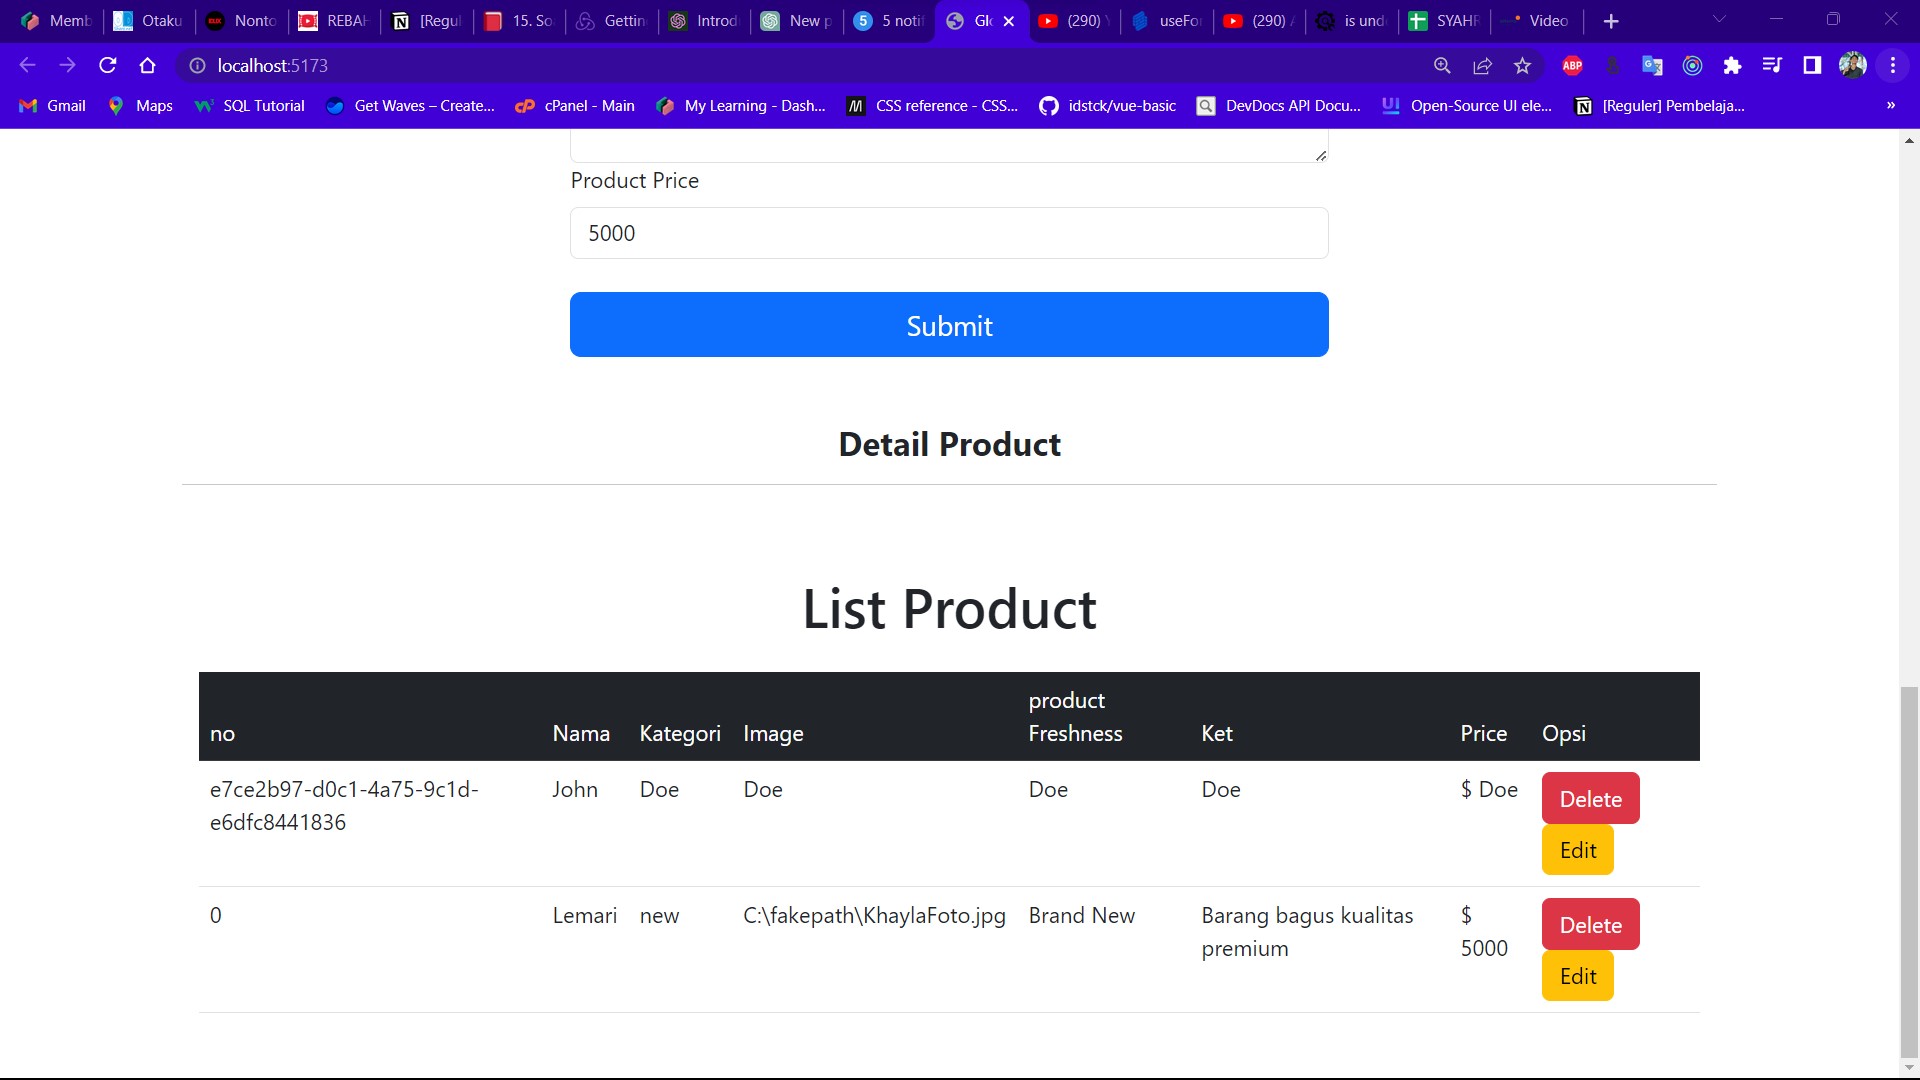 Memb
Otaku
Nonto
REBAH
[Regul
15. So
Gettin
Introd
New p
5 notif
Glo
(290) Y
useFor
(290) A
is und
SYAHR
Video
localhost:5173
ABP
Gmail
Maps
SQL Tutorial
Get Waves – Create...
cPanel - Main
My Learning - Dash...
CSS reference - CSS...
idstck/vue-basic
DevDocs API Docu...
Open-Source UI ele...
[Reguler] Pembelaja...
»
Product Price
5000
Submit
Detail Product
List Product
no Nama Kategori Image product Freshness Ket Price Opsi
e7ce2b97-d0c1-4a75-9c1d-e6dfc8441836 John Doe Doe Doe Doe $ Doe Delete
Edit
0 Lemari new C:\fakepath\KhaylaFoto.jpg Brand New Barang bagus kualitas premium $ 5000 Delete
Edit